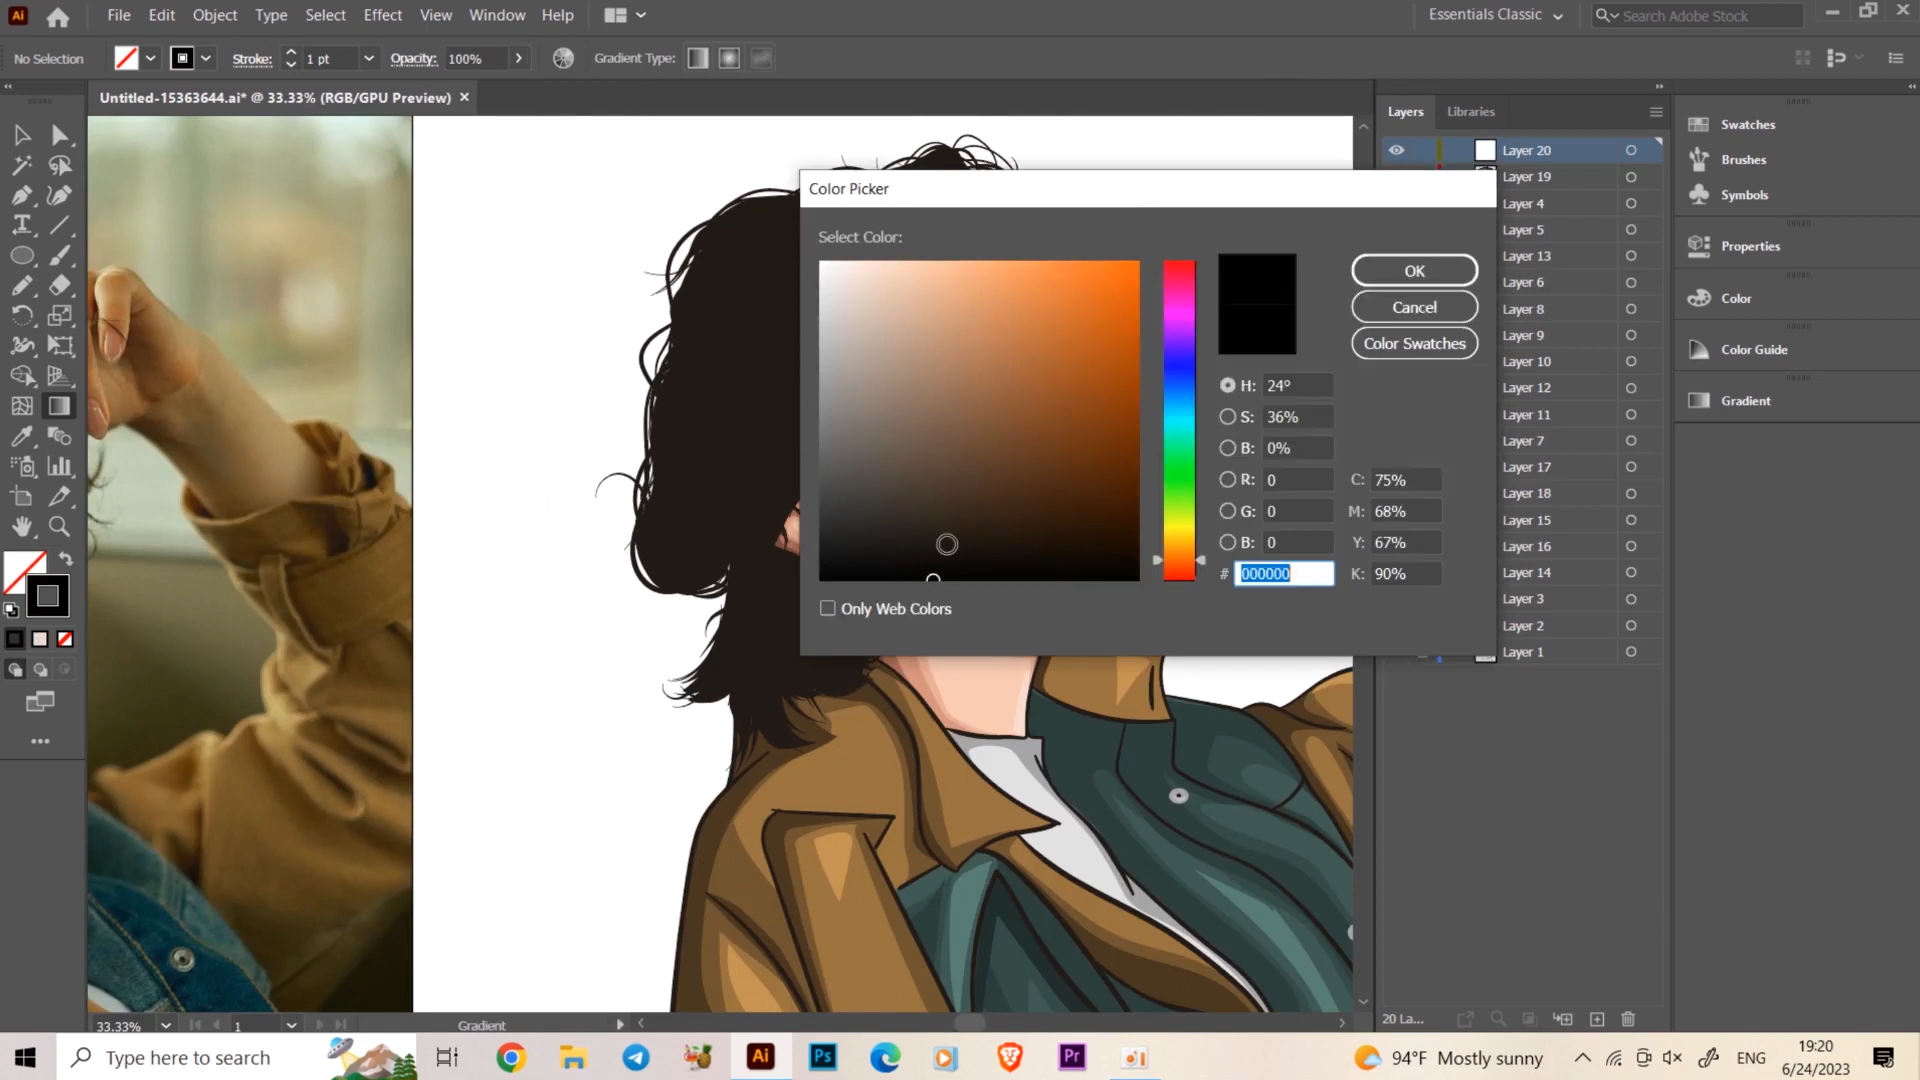 Ai File Edit Object Type Select Effect View Window Help Essentials Classic Search Adobe Stock
No Selection Stroke: 1 pt Opacity: 100% Gradient Type:
Untitled-15363644.ai* @ 33.33% (RGB/GPU Preview)
Layers Libraries
Swatches
Brushes
Symbols
Properties
Color
Color Guide
Gradient
Layer 20
Layer 19
Layer 4
Layer 5
Layer 13
Layer 6
Layer 8
Layer 9
Layer 10
Layer 12
Layer 11
Layer 7
Layer 17
Layer 18
Layer 15
Layer 16
Layer 14
Layer 3
Layer 2
Layer 1
Color Picker
Select Color:
OK
Cancel
Color Swatches
H: 24°
S: 36%
B: 0%
R: 0 C: 75%
G: 0 M: 68%
B: 0 Y: 67%
# 000000 K: 90%
Only Web Colors
33.33% 1 Gradient 20 La...
Type here to search Ai Ps Pr 94°F Mostly sunny ENG
19:20
6/24/2023